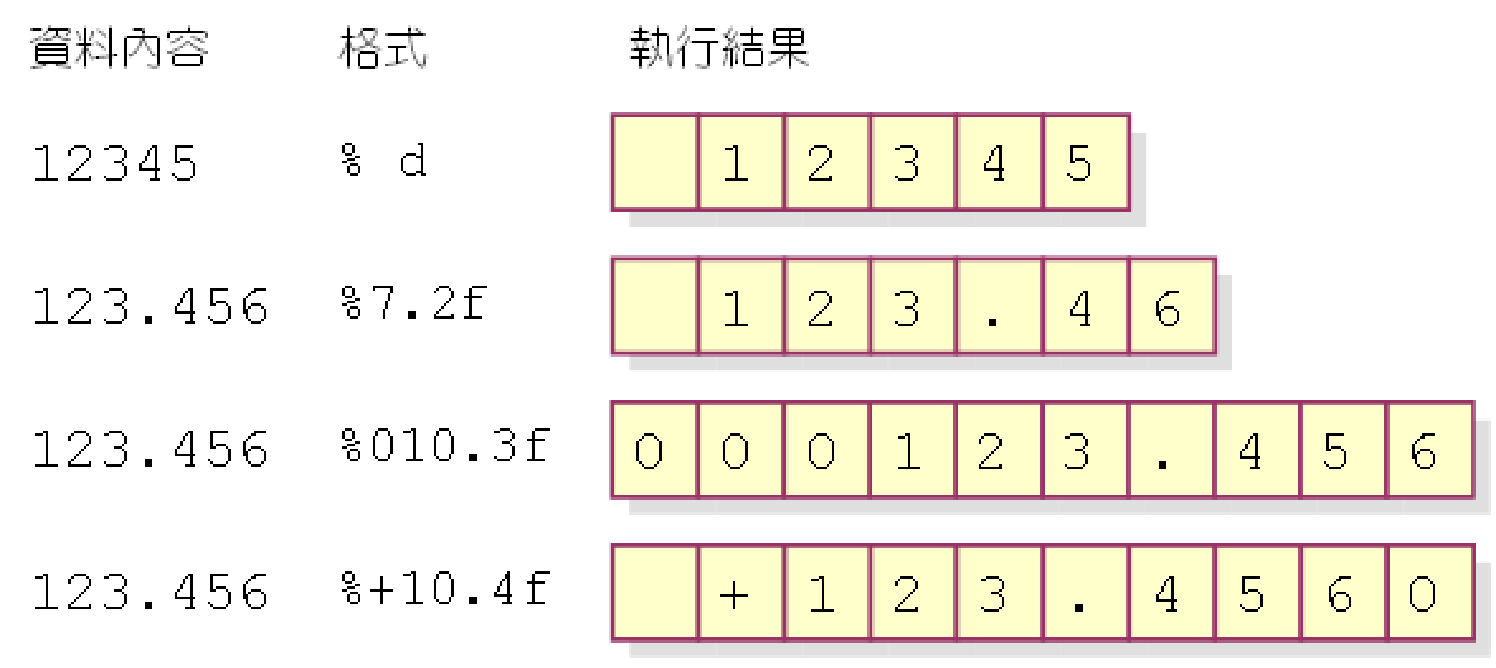 資料內容 格式 執行結果
12345 % d 1 2 3 4 5
123.456 %7.2f 1 2 3 . 4 6
123.456 %010.3f 0 0 0 1 2 3 . 4 5 6
123.456 %+10.4f + 1 2 3 . 4 5 6 0